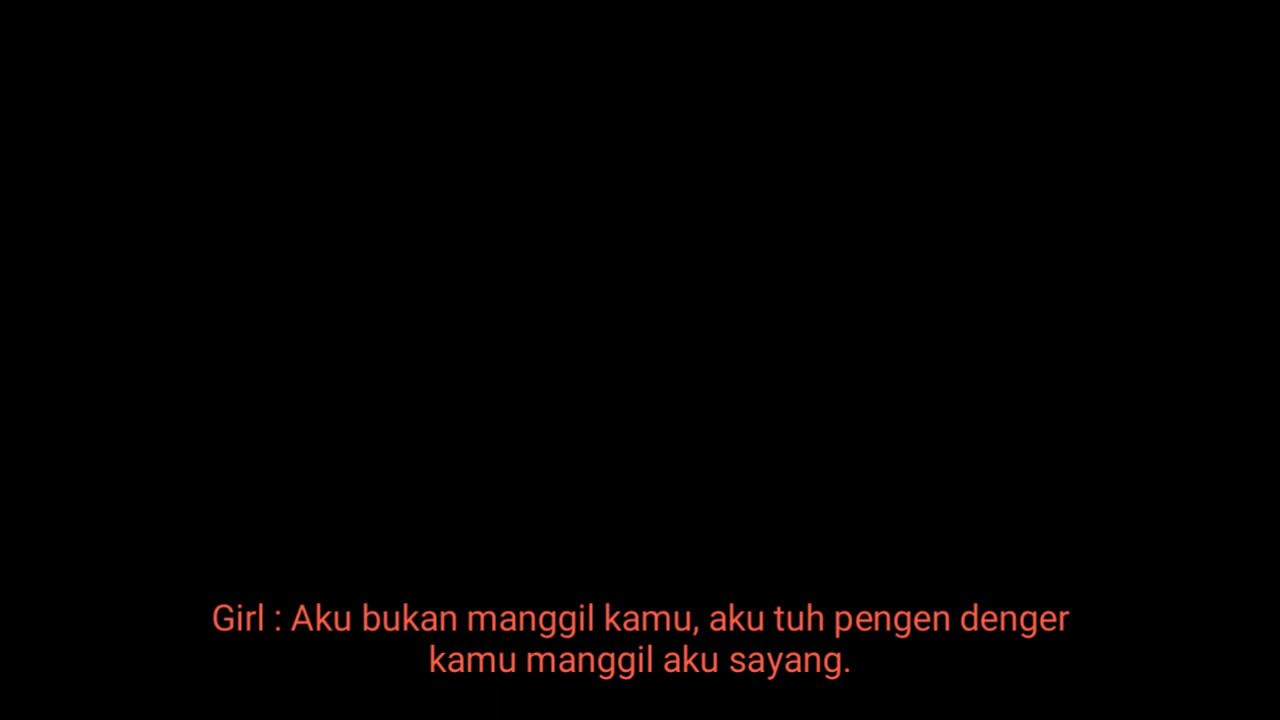 Girl : Aku bukan manggil kamu, aku tuh pengen denger
kamu manggil aku sayang.